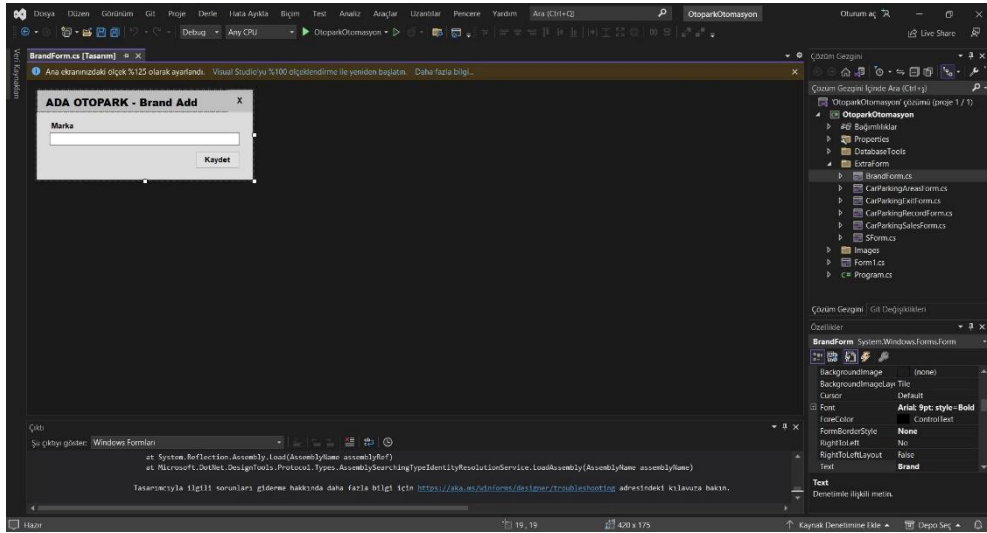 Dosya Düzen Görünüm Git Proje Derle Hata Ayıkla Biçim Test Analiz Araçlar Uzantılar Pencere Yardım Ara (Ctrl+Q) OtoparkOtomasyon Oturum aç
Debug Any CPU OtoparkOtomasyon Live Share
BrandForm.cs [Tasarım]
Ana ekranınızdaki ölçek %125 olarak ayarlandı. Visual Studio'yu %100 ölçeklendirme ile yeniden başlatın. Daha fazla bilgi...
Veri Kaynakları
ADA OTOPARK - Brand Add X
Marka
Kaydet
Çözüm Gezgini
Çözüm Gezgini İçinde Ara (Ctrl+ş)
'OtoparkOtomasyon' çözümü (proje 1 / 1)
OtoparkOtomasyon
Bağımlılıklar
Properties
DatabaseTools
ExtraForm
BrandForm.cs
CarParkingAreasForm.cs
CarParkingExitForm.cs
CarParkingRecordForm.cs
CarParkingSalesForm.cs
SForm.cs
Images
Form1.cs
C# Program.cs
Çözüm Gezgini Git Değişiklikleri
Özellikler
BrandForm System.Windows.Forms.Form
BackgroundImage (none)
BackgroundImageLayı Tile
Cursor Default
Font Arial; 9pt; style=Bold
ForeColor ControlText
FormBorderStyle None
RightToLeft No
RightToLeftLayout False
Text Brand
Text
Denetimle ilişkili metin.
Çıktı
Şu çıktıyı göster: Windows Formları
at System.Reflection.Assembly.Load(AssemblyName assemblyRef)
at Microsoft.DotNet.DesignTools.Protocol.Types.AssemblySearchingTypeIdentityResolutionService.LoadAssembly(AssemblyName assemblyName)
Tasarımcıyla ilgili sorunları giderme hakkında daha fazla bilgi için https://aka.ms/winforms/designer/troubleshooting adresindeki kılavuza bakın.
Hazır 19 , 19 420 x 175 Kaynak Denetimine Ekle Depo Seç